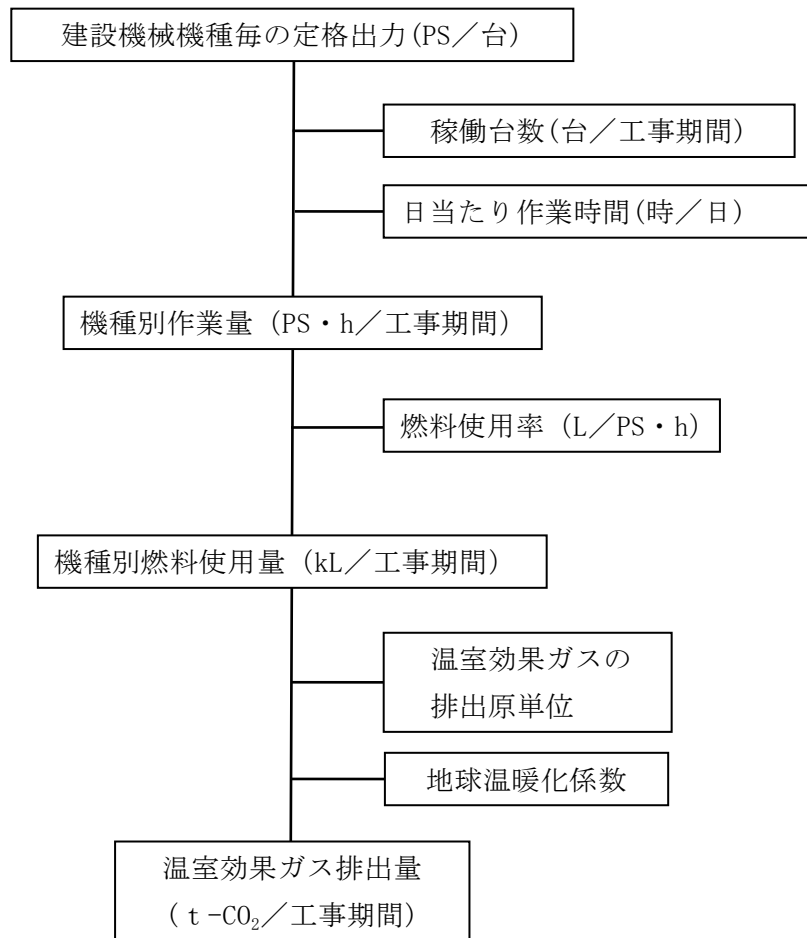 建設機械機種毎の定格出力(PS／台)
稼働台数(台／工事期間)
日当たり作業時間(時／日)
機種別作業量 (PS・h／工事期間)
燃料使用率 (L／PS・h)
機種別燃料使用量 (kL／工事期間)
温室効果ガスの
排出原単位
地球温暖化係数
温室効果ガス排出量
(ｔ-CO₂／工事期間)